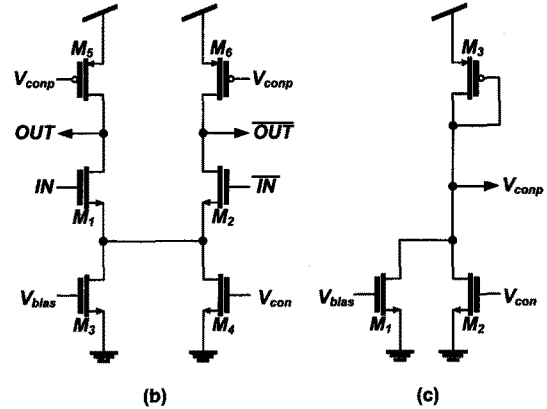 M5 M6 M3
Vconp Vconp
OUT OUT
Vconp
IN IN
M1 M2
Vbias Vcon Vbias Vcon
M3 M4 M1 M2
(b) (c)